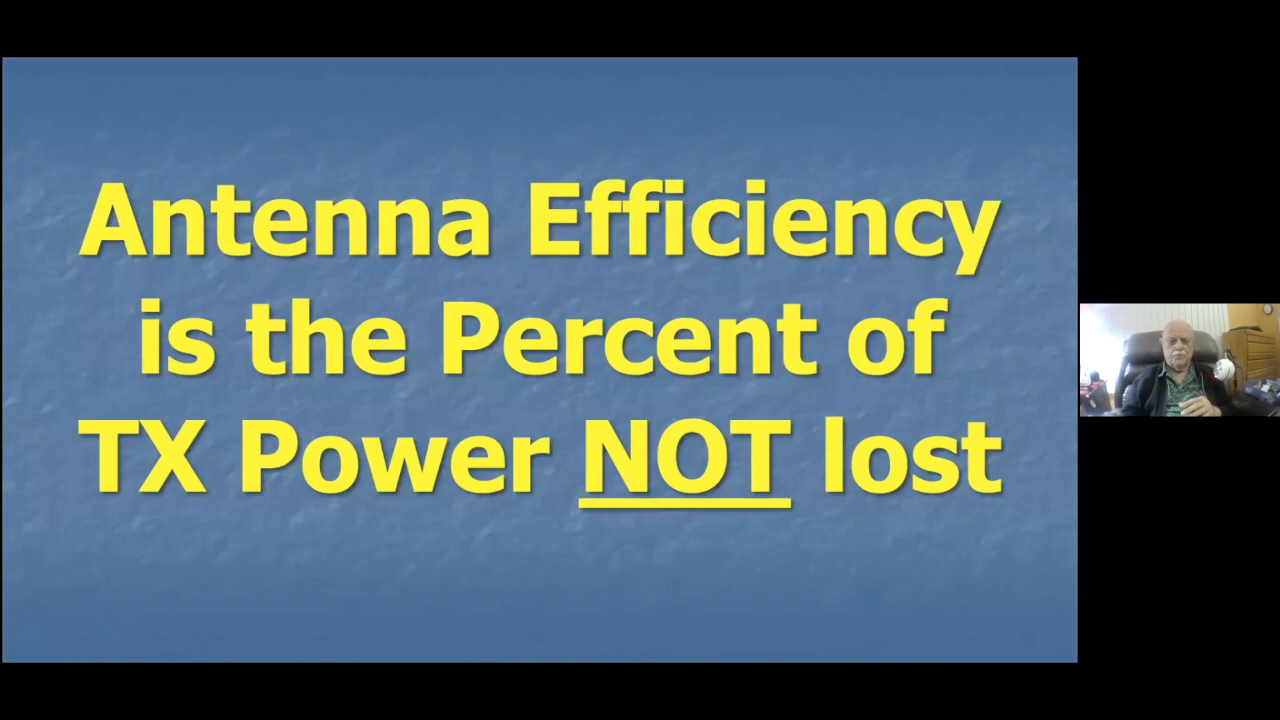 Antenna Efficiency
is the Percent of
TX Power NOT lost